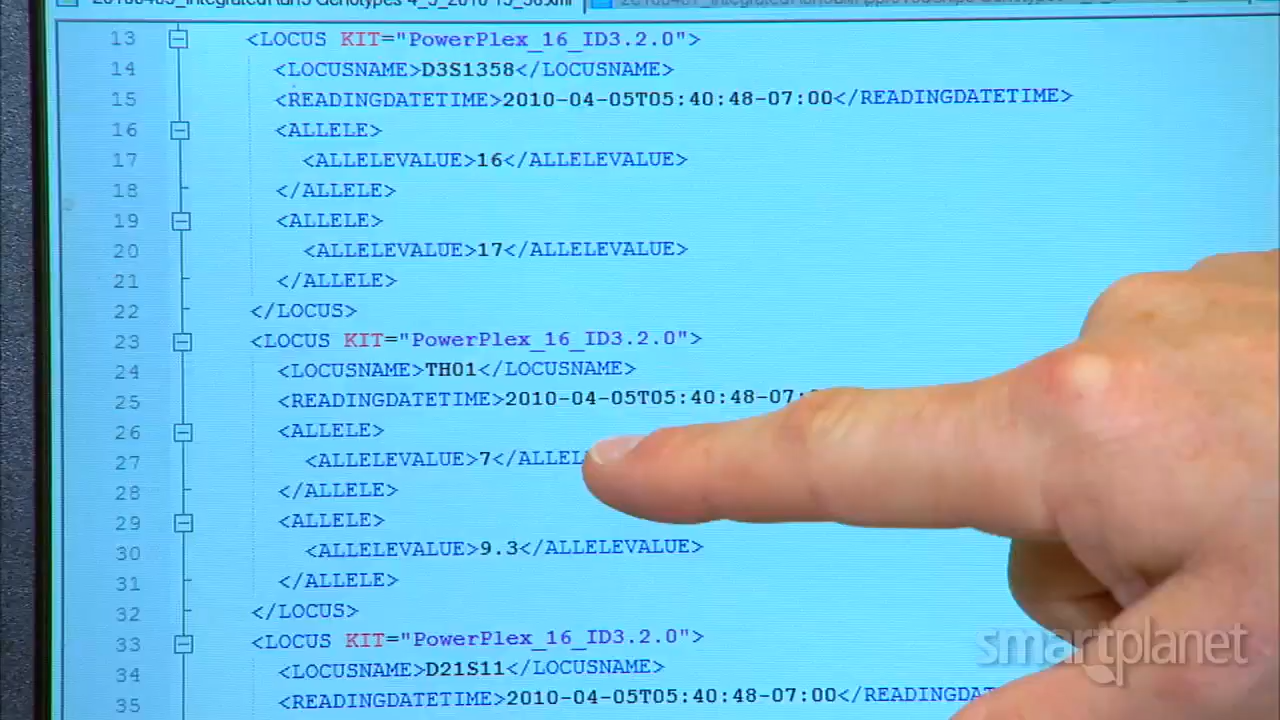 13 <LOCUS KIT="PowerPlex_16_ID3.2.0">
14 <LOCUSNAME>D3S1358</LOCUSNAME>
15 <READINGDATETIME>2010-04-05T05:40:48-07:00</READINGDATETIME>
16 <ALLELE>
17 <ALLELEVALUE>16</ALLELEVALUE>
18 </ALLELE>
19 <ALLELE>
20 <ALLELEVALUE>17</ALLELEVALUE>
21 </ALLELE>
22 </LOCUS>
23 <LOCUS KIT="PowerPlex_16_ID3.2.0">
24 <LOCUSNAME>TH01</LOCUSNAME>
25 <READINGDATETIME>2010-04-05T05:40:48-07:
26 <ALLELE>
27 <ALLELEVALUE>7</ALLEL
28 </ALLELE>
29 <ALLELE>
30 <ALLELEVALUE>9.3</ALLELEVALUE>
31 </ALLELE>
32 </LOCUS>
33 <LOCUS KIT="PowerPlex_16_ID3.2.0">
34 <LOCUSNAME>D21S11</LOCUSNAME>
35 <READINGDATETIME>2010-04-05T05:40:48-07:00</READINGDAT
smartplanet